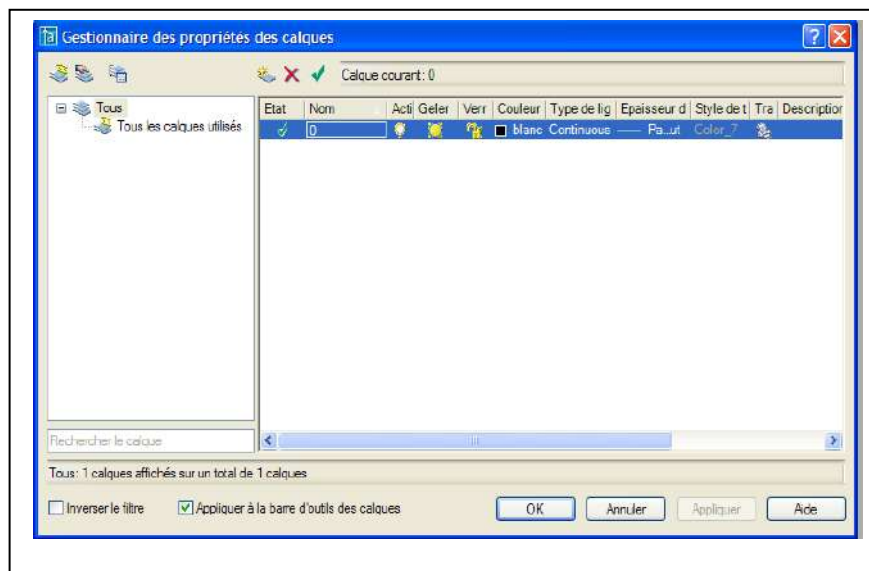 Gestionnaire des propriétés des calques
Calque courant: 0
Tous
Tous les calques utilisés
Etat Nom Acti Geler Verr Couleur Type de lig Epaisseur d Style de t Tra Description
0 blanc Continuous Pa...ut Color_7
Rechercher le calque
Tous: 1 calques affichés sur un total de 1 calques
Inverser le filtre Appliquer à la barre d'outils des calques OK Annuler Appliquer Aide